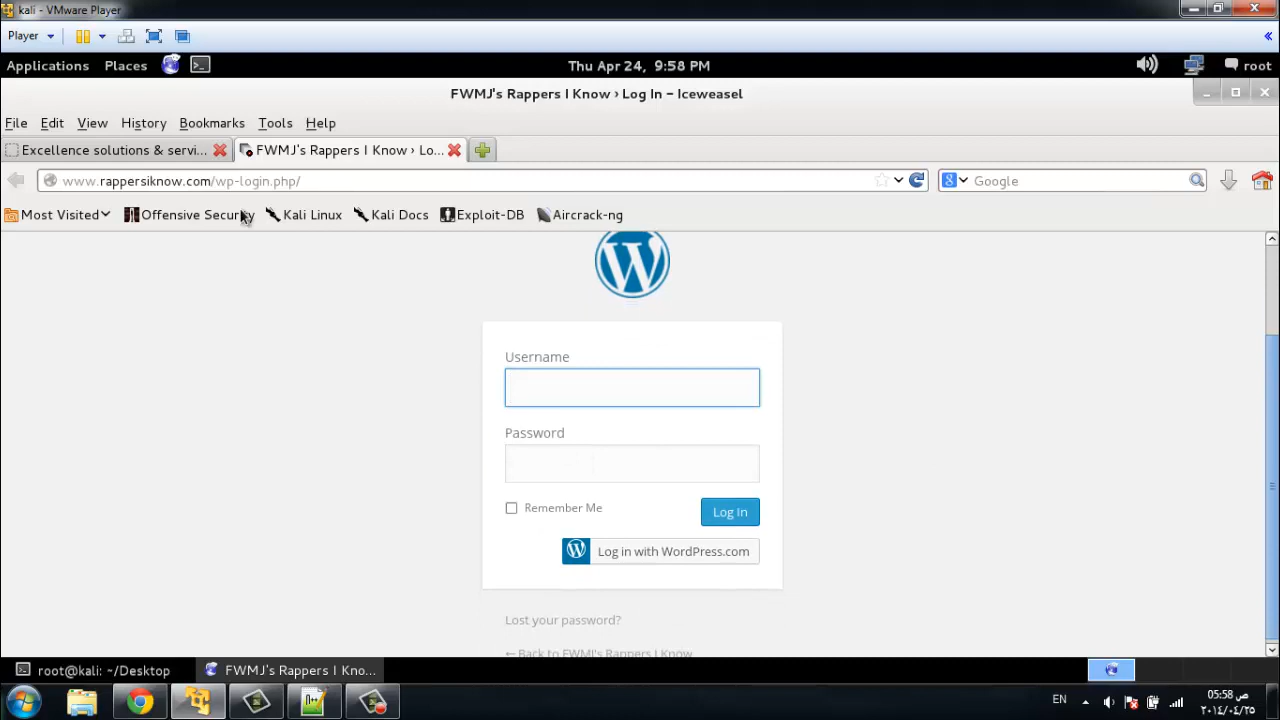 kali - VMware Player
Player
Applications Places Thu Apr 24, 9:58 PM root
FWMJ's Rappers I Know › Log In - Iceweasel
File Edit View History Bookmarks Tools Help
Excellence solutions & servi... FWMJ's Rappers I Know › Lo...
www.rappersiknow.com/wp-login.php/ Google
Most Visited Offensive Security Kali Linux Kali Docs Exploit-DB Aircrack-ng
Username
Password
Remember Me Log In
Log in with WordPress.com
Lost your password?
← Back to FWMJ's Rappers I Know
root@kali: ~/Desktop FWMJ's Rappers I Kno...
EN 05:58 ص
٢٠١٤/٠٤/٢٥